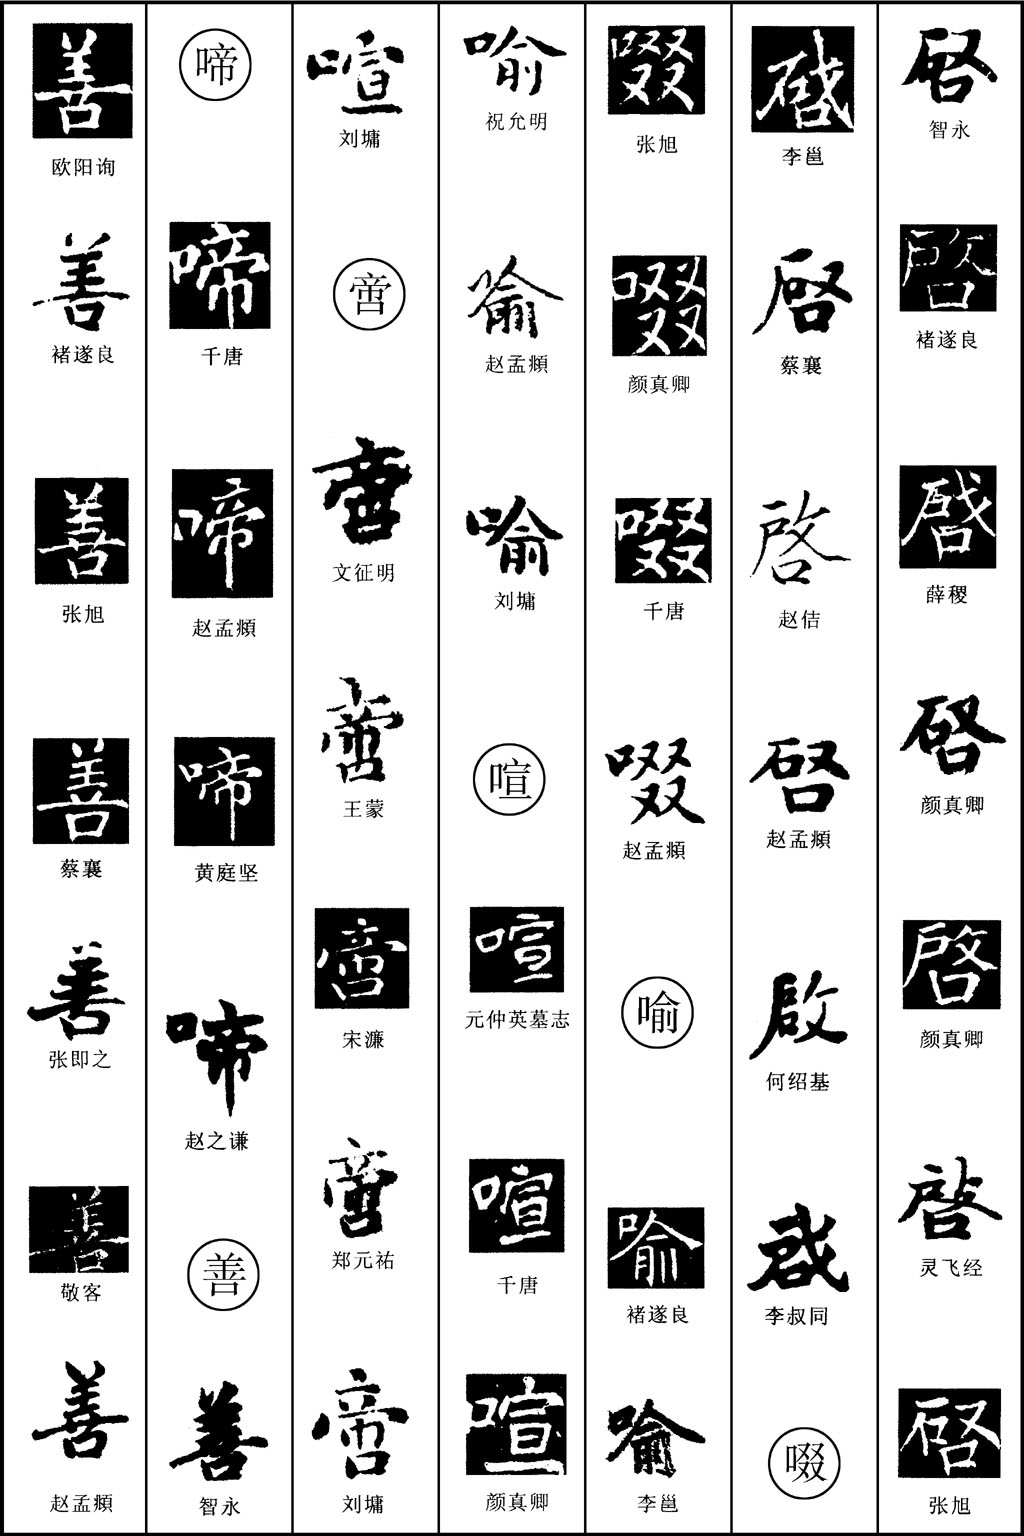 啓
智永
啓
褚遂良
啓
薛稷
啓
颜真卿
啓
颜真卿
啓
灵飞经
啓
张旭
啓
李邕
啓
蔡襄
啓
赵佶
啓
赵孟頫
啟
何绍基
啓
李叔同
啜
啜
张旭
啜
颜真卿
啜
千唐
啜
赵孟頫
喻
喻
褚遂良
喻
李邕
喻
祝允明
喻
赵孟頫
喻
刘墉
喧
喧
元仲英墓志
喧
千唐
喧
颜真卿
喧
刘墉
啻
啻
文征明
啻
王蒙
啻
宋濂
啻
郑元祐
啻
刘墉
啼
啼
千唐
啼
赵孟頫
啼
黄庭坚
啼
赵之谦
善
善
智永
善
欧阳询
善
褚遂良
善
张旭
善
蔡襄
善
张即之
善
敬客
善
赵孟頫